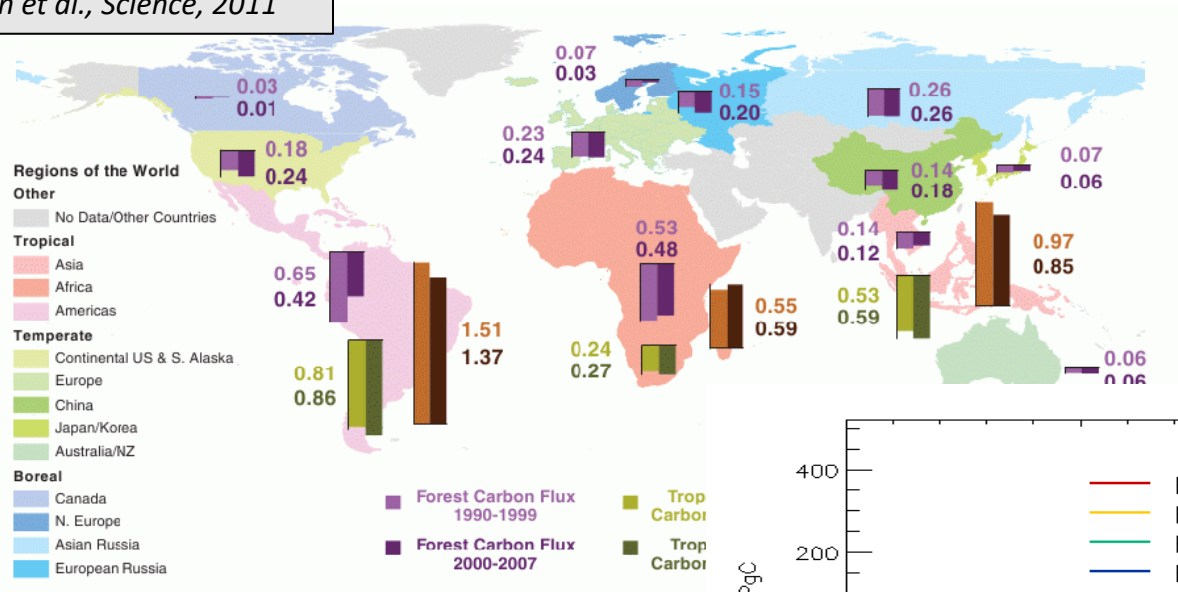 et al., Science, 2011
0.07
0.03
0.03
0.01
0.15
0.20
0.26
0.26
0.23
0.24
0.18
0.24
0.14
0.18
0.07
0.06
Regions of the World
Other
No Data/Other Countries
Tropical
Asia
Africa
Americas
Temperate
Continental US & S. Alaska
Europe
China
Japan/Korea
Australia/NZ
Boreal
Canada
N. Europe
Asian Russia
European Russia
0.65
0.42
1.51
1.37
0.81
0.86
0.53
0.48
0.55
0.59
0.24
0.27
0.14
0.12
0.97
0.85
0.53
0.59
0.06
0.06
Forest Carbon Flux
1990-1999
Forest Carbon Flux
2000-2007
Trop
Carbon
Trop
Carbon
400
200
PgC